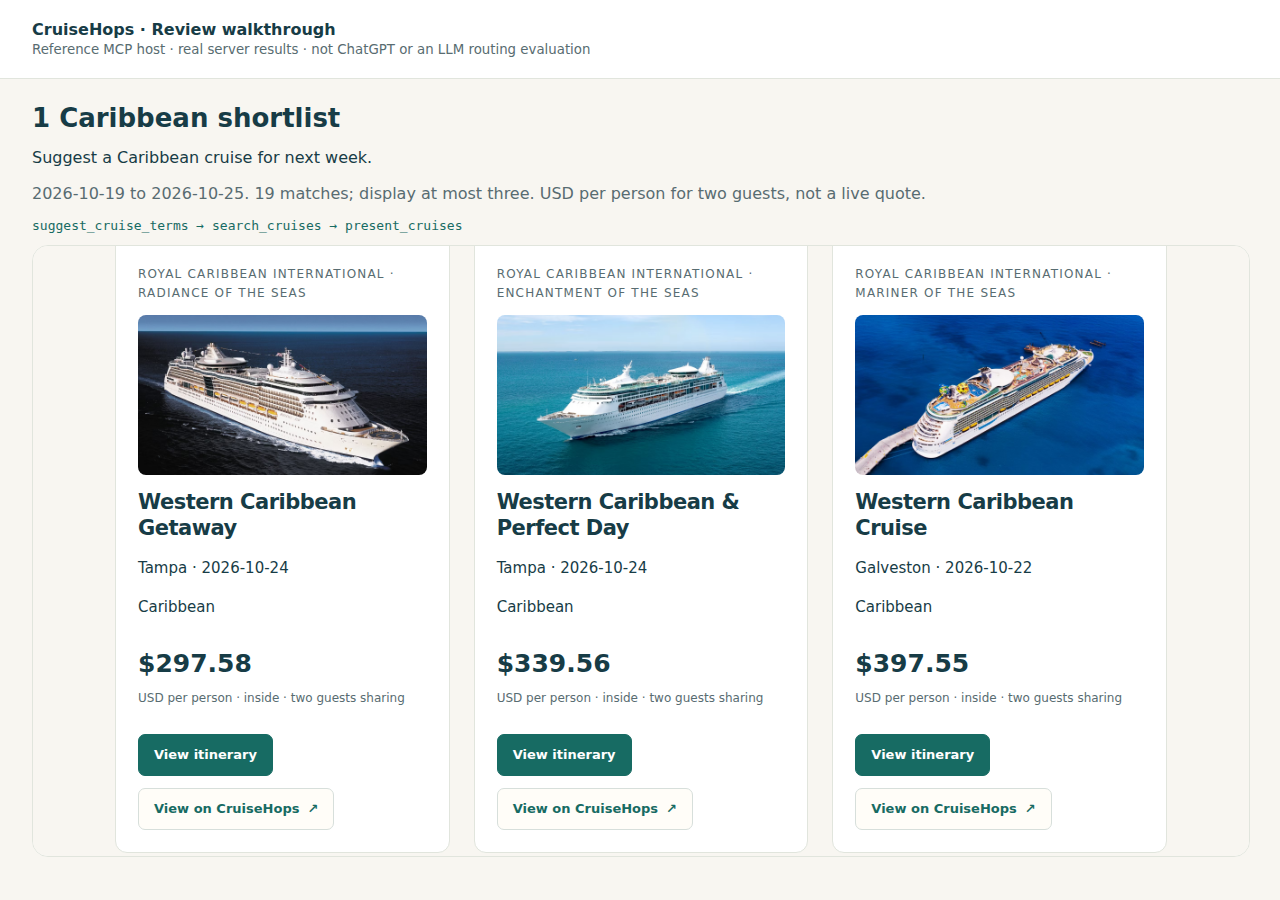 CruiseHops · Review walkthrough
Reference MCP host · real server results · not ChatGPT or an LLM routing evaluation
1 Caribbean shortlist
Suggest a Caribbean cruise for next week.
2026-10-19 to 2026-10-25. 19 matches; display at most three. USD per person for two guests, not a live quote.
suggest_cruise_terms → search_cruises → present_cruises
ROYAL CARIBBEAN INTERNATIONAL ·
RADIANCE OF THE SEAS
Western Caribbean
Getaway
Tampa · 2026-10-24
Caribbean
$297.58
USD per person · inside · two guests sharing
View itinerary
View on CruiseHops ↗
ROYAL CARIBBEAN INTERNATIONAL ·
ENCHANTMENT OF THE SEAS
Western Caribbean &
Perfect Day
Tampa · 2026-10-24
Caribbean
$339.56
USD per person · inside · two guests sharing
View itinerary
View on CruiseHops ↗
ROYAL CARIBBEAN INTERNATIONAL ·
MARINER OF THE SEAS
Western Caribbean
Cruise
Galveston · 2026-10-22
Caribbean
$397.55
USD per person · inside · two guests sharing
View itinerary
View on CruiseHops ↗